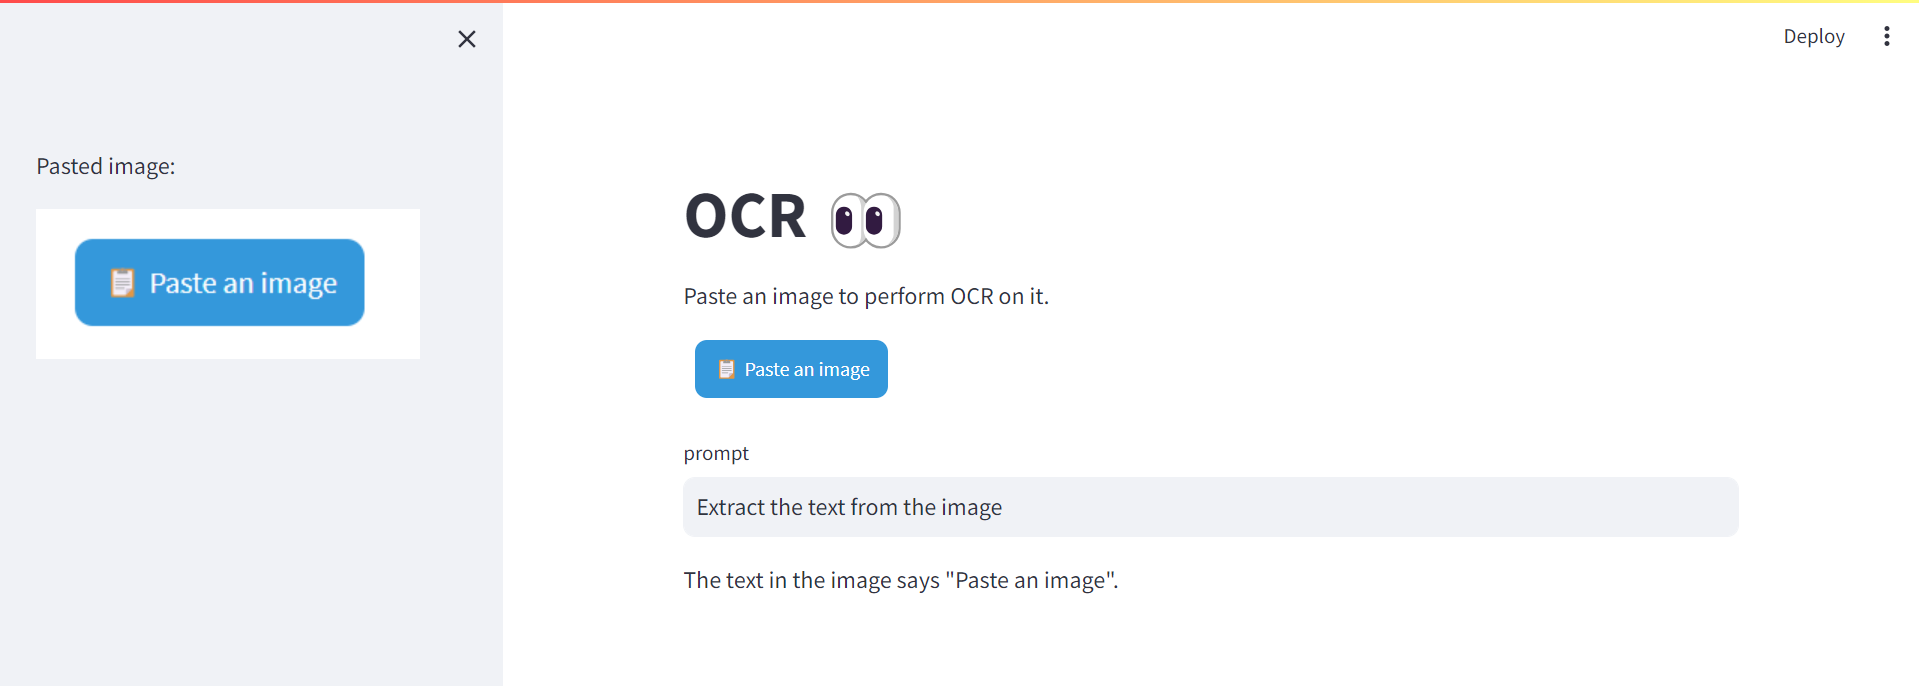 Deploy
Pasted image:
📋 Paste an image
OCR 👀
Paste an image to perform OCR on it.
📋 Paste an image
prompt
Extract the text from the image
The text in the image says "Paste an image".